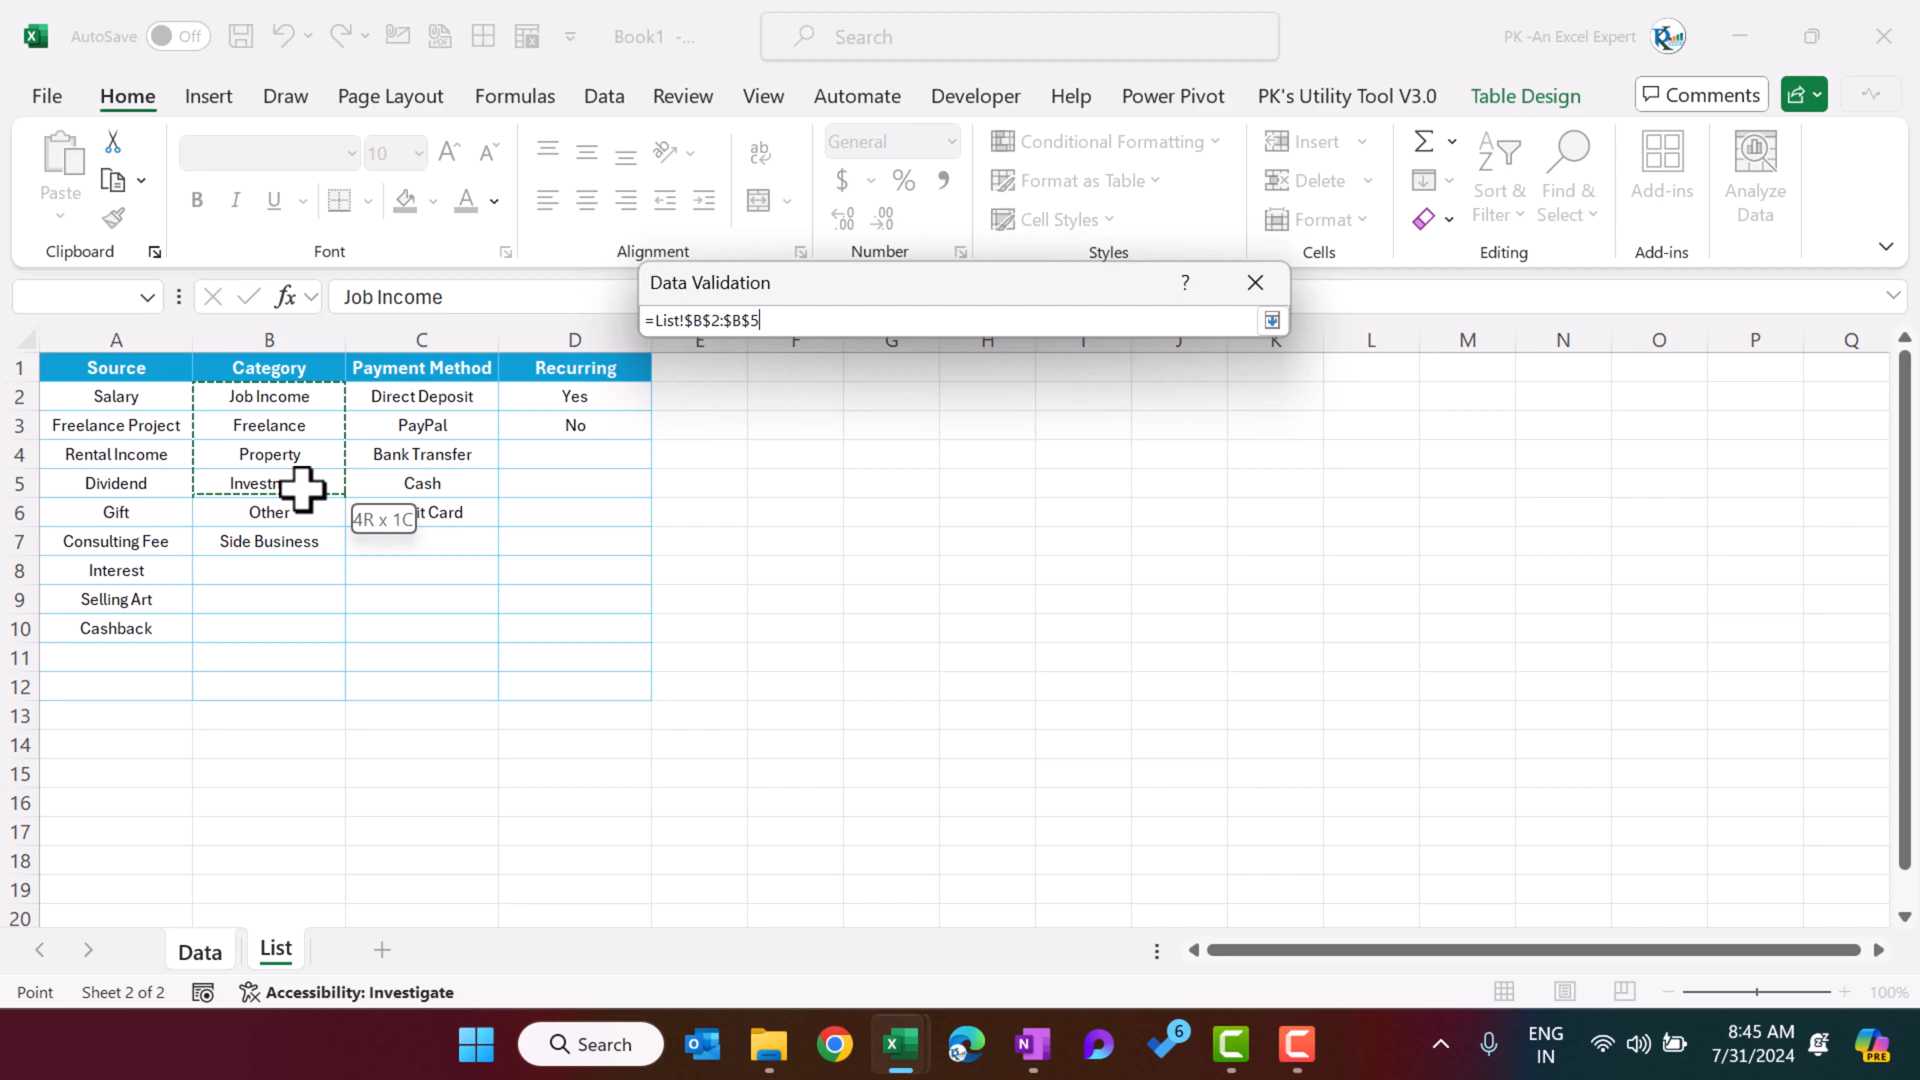 AutoSave Off Book1 -... Search PK -An Excel Expert
File Home Insert Draw Page Layout Formulas Data Review View Automate Developer Help Power Pivot PK's Utility Tool V3.0 Table Design Comments
Paste
10
B I U
ab
General
$ % 9
Conditional Formatting
Format as Table
Cell Styles
Insert
Delete
Format
Sort & Filter
Find & Select
Add-ins
Analyze Data
Clipboard Font Alignment Number Styles Cells Editing Add-ins
Data Validation ?
=List!$B$2:$B$5
fx Job Income
A B C D E F G H I J K L M N O P Q
1 Source Category Payment Method Recurring
2 Salary Job Income Direct Deposit Yes
3 Freelance Project Freelance PayPal No
4 Rental Income Property Bank Transfer
5 Dividend Investm Cash
6 Gift Other 4R x 1C it Card
7 Consulting Fee Side Business
8 Interest
9 Selling Art
10 Cashback
11
12
13
14
15
16
17
18
19
20
Data List
Point Sheet 2 of 2 Accessibility: Investigate 100%
Search 6 ENG IN 8:45 AM 7/31/2024 PRE